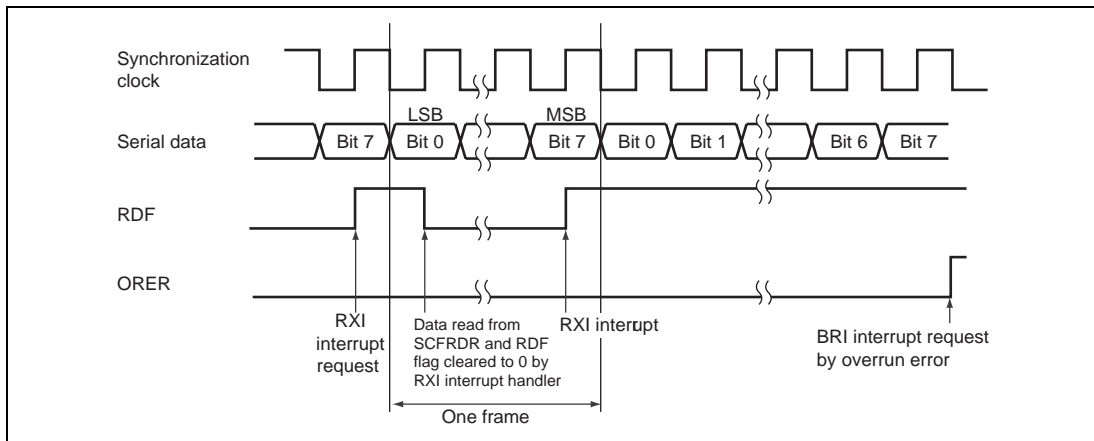 Synchronization
clock
LSB
MSB
Serial data
Bit 7
Bit 0
Bit 7
Bit 0
Bit 1
Bit 6
Bit 7
RDF
ORER
RXI
interrupt
request
Data read from
SCFRDR and RDF
flag cleared to 0 by
RXI interrupt handler
RXI interrupt
BRI interrupt request
by overrun error
One frame